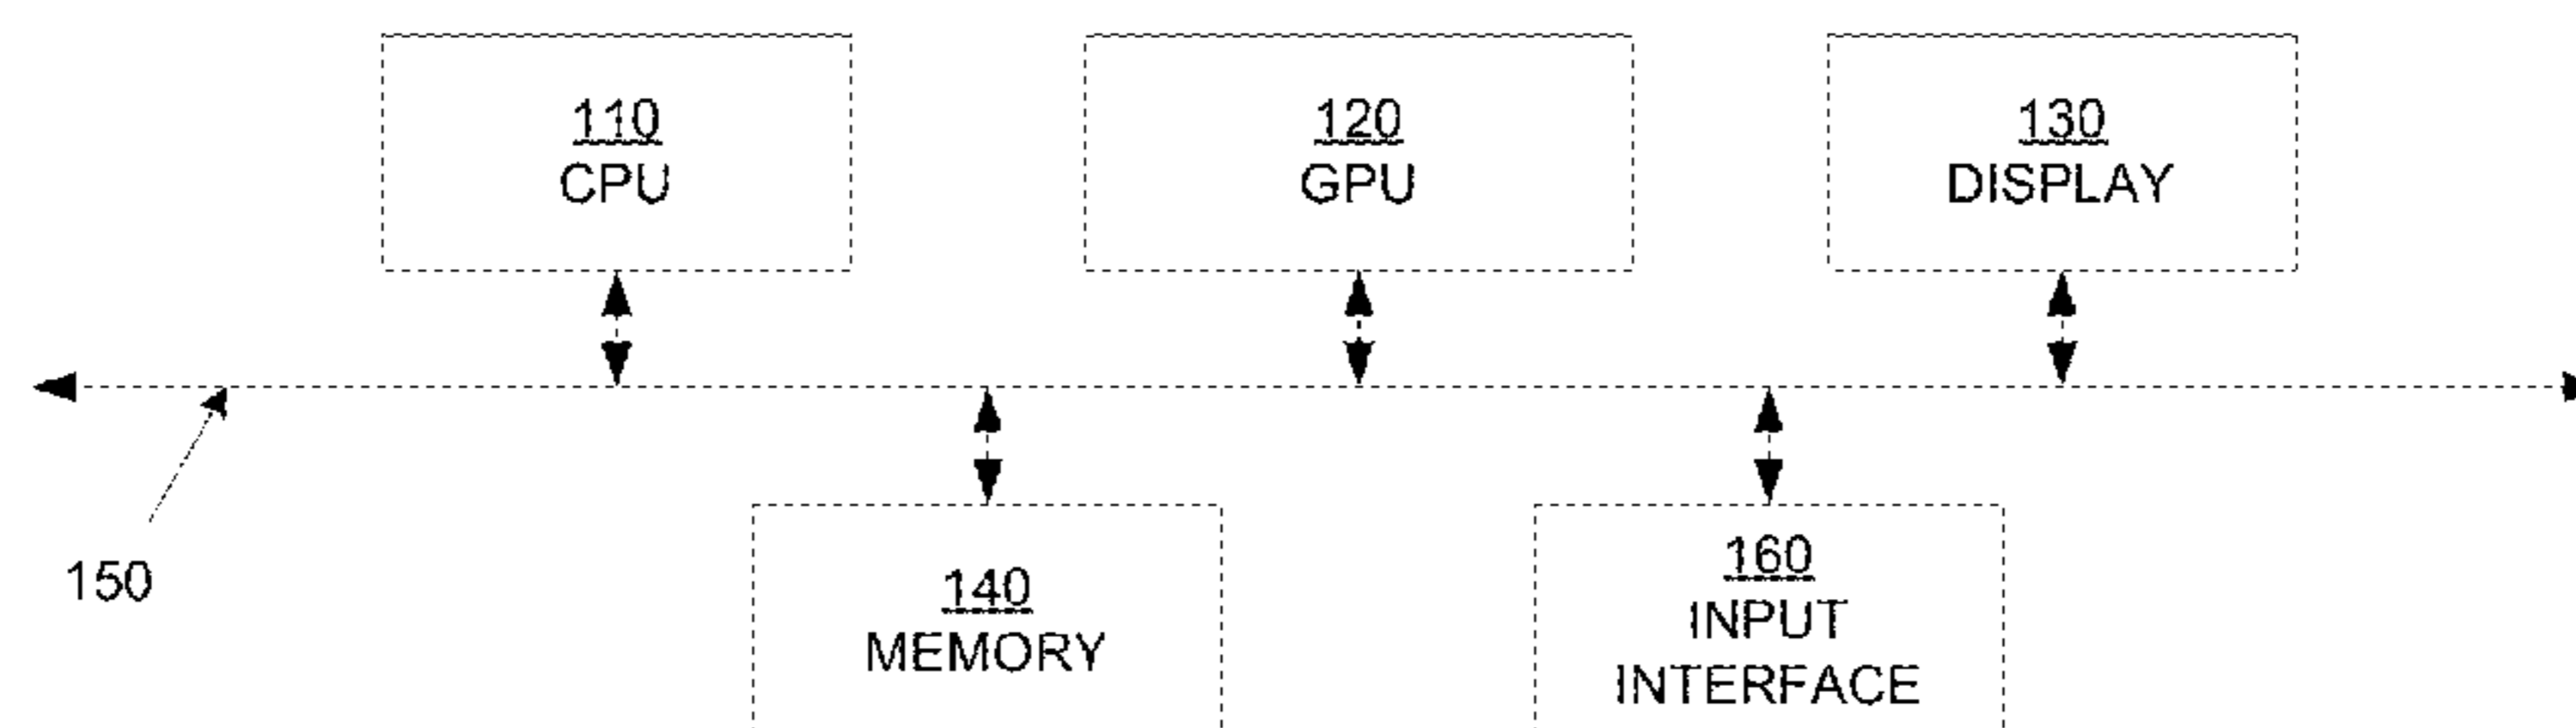 110
CPU
120
GPU
130
DISPLAY
150
140
MEMORY
160
INPUT
INTERFACE